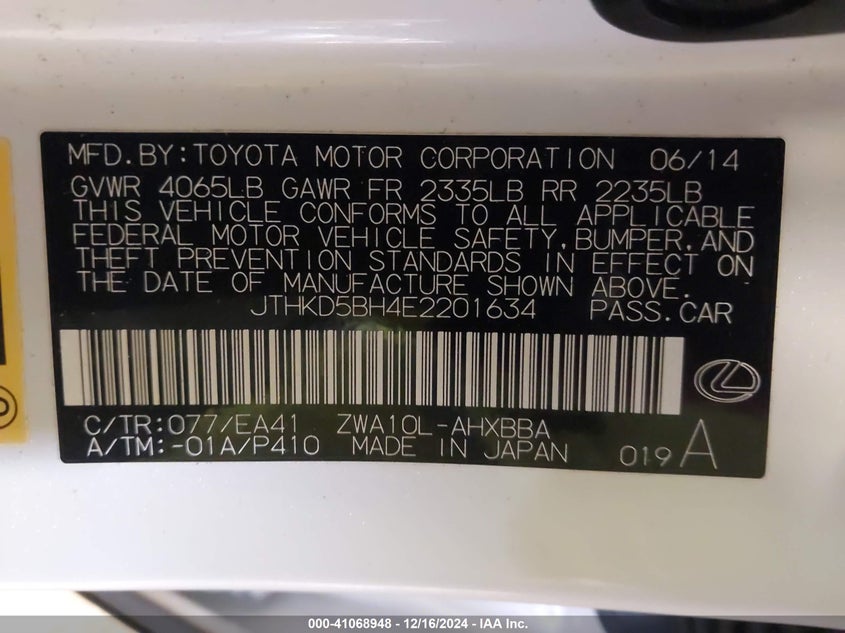 MFD.BY:TOYOTA MOTOR CORPORATION 06/14
GVWR 4065LB GAWR FR 2335LB RR 2235LB
THIS VEHICLE CONFORMS TO ALL APPLICABLE
FEDERAL MOTOR VEHICLE SAFETY,BUMPER,AND
THEFT PREVENTION STANDARDS IN EFFECT ON
THE DATE OF MANUFACTURE SHOWN ABOVE.
JTHKD5BH4E2201634 PASS.CAR
C/TR:077/EA41 ZWA10L-AHXBBA
A/TM:-01A/P410 MADE IN JAPAN 019 A
000-41068948 - 12/16/2024 - IAA Inc.